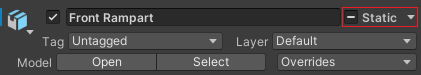 Front Rampart Static
Tag Untagged Layer Default
Model Open Select Overrides